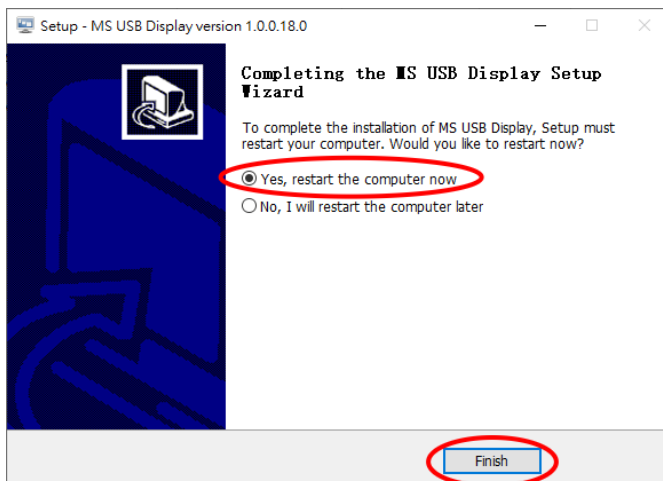 Setup - MS USB Display version 1.0.0.18.0
Completing the MS USB Display Setup
Wizard
To complete the installation of MS USB Display, Setup must
restart your computer. Would you like to restart now?
Yes, restart the computer now
No, I will restart the computer later
Finish